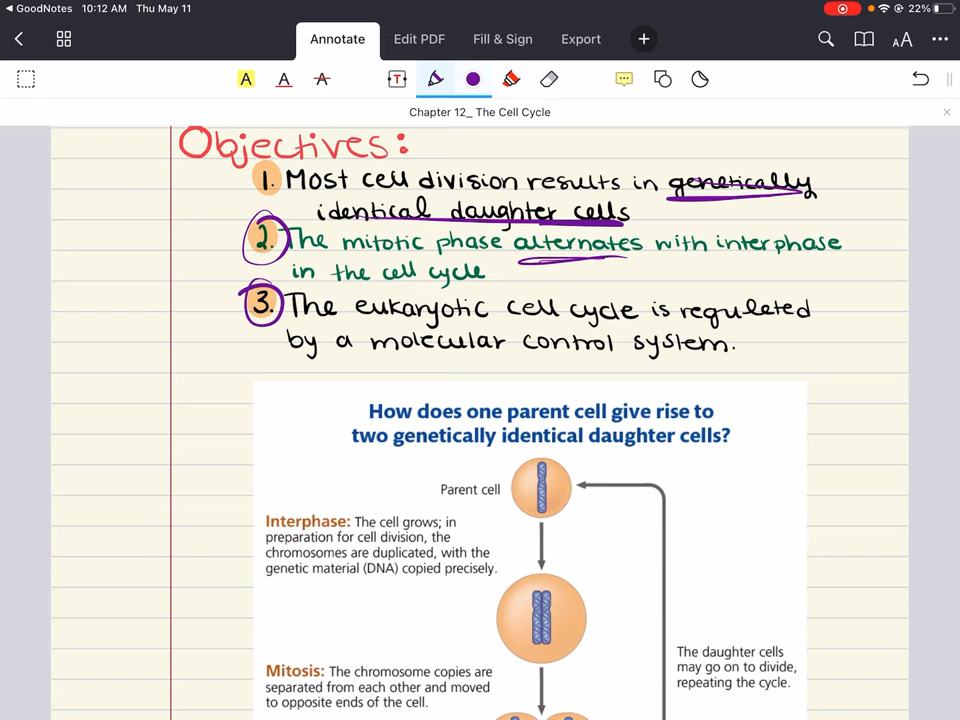 GoodNotes 10:12 AM Thu May 11 22%
Annotate Edit PDF Fill & Sign Export
A A A T AA
Chapter 12_ The Cell Cycle
Objectives:
1. Most cell division results in genetically
identical daughter cells
2. The mitotic phase alternates with interphase
in the cell cycle
3. The eukaryotic cell cycle is regulated
by a molecular control system.
How does one parent cell give rise to
two genetically identical daughter cells?
Parent cell
Interphase: The cell grows; in
preparation for cell division, the
chromosomes are duplicated, with the
genetic material (DNA) copied precisely.
Mitosis: The chromosome copies are
separated from each other and moved
to opposite ends of the cell.
The daughter cells
may go on to divide,
repeating the cycle.